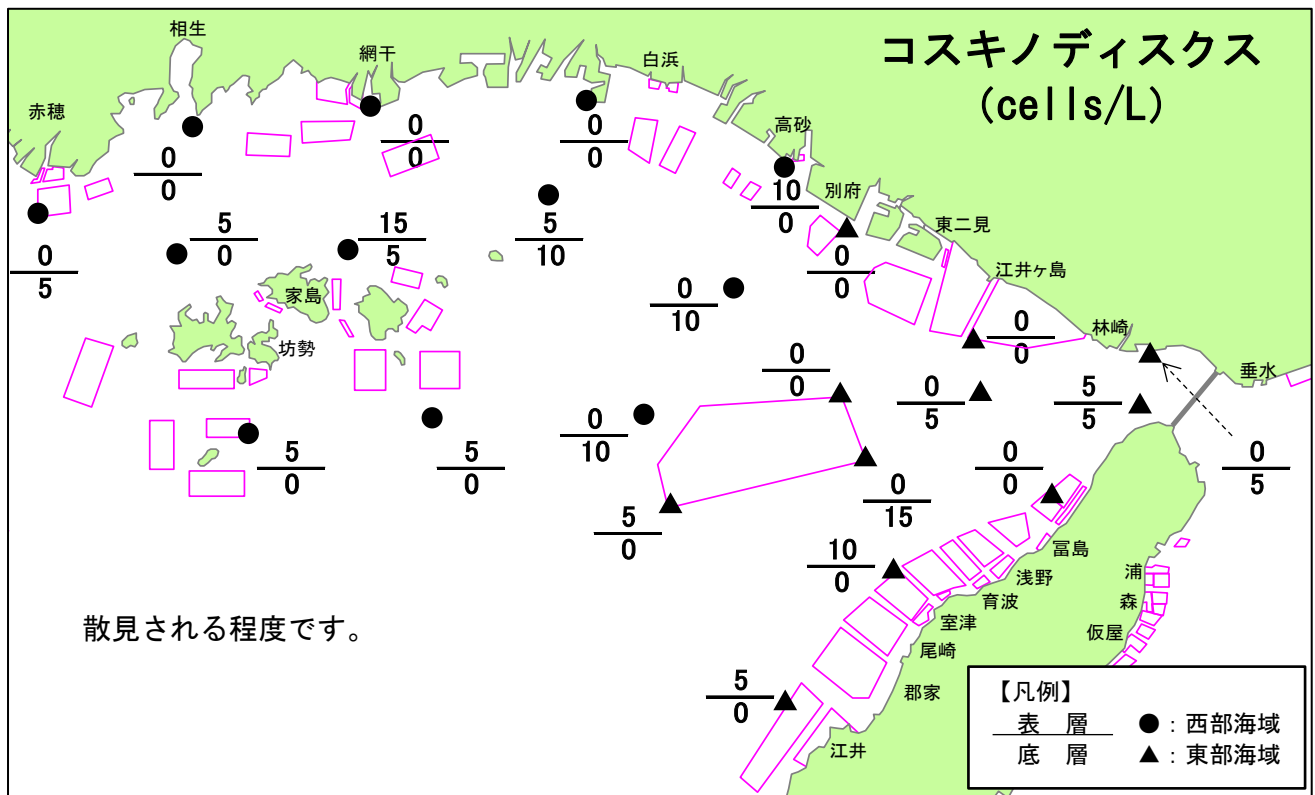 コスキノディスクス
(cells/L)
相生
網干
白浜
赤穂
高砂
別府
東二見
江井ヶ島
林崎
垂水
家島
坊勢
0
0
0
0
0
0
10
0
0
5
5
0
15
5
5
10
0
0
0
10
0
0
0
0
0
5
5
5
0
5
0
10
5
0
5
0
0
0
0
15
5
0
10
0
5
0
冨島
浅野
育波
室津
尾崎
郡家
江井
浦
森
仮屋
散見される程度です。
【凡例】
表 層 ●：西部海域
底 層 ▲：東部海域